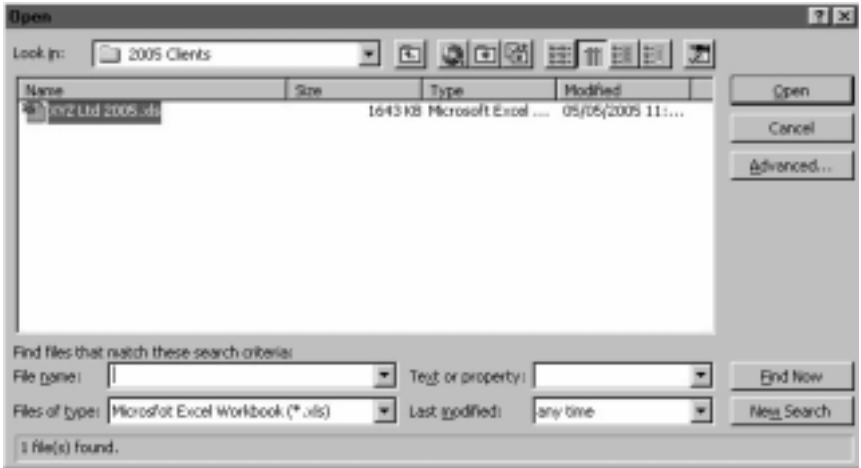 Open
Look in: 2005 Clients
Name Size Type Modified
XYZ Ltd 2005.xls 1643 KB Microsoft Excel .... 05/05/2005 11:...
Open
Cancel
Advanced...
Find files that match these search criteria:
File name: Text or property: Find Now
Files of type: Microsfot Excel Workbook (*.xls) Last modified: any time New Search
1 file(s) found.